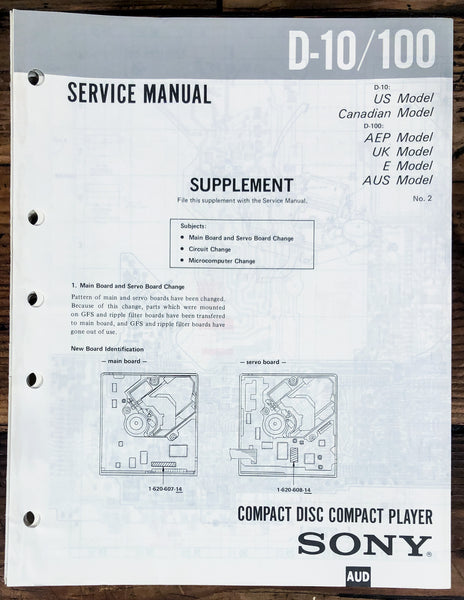 D-10/100
SERVICE MANUAL
D-10:
US Model
Canadian Model
D-100:
AEP Model
UK Model
E Model
AUS Model
No. 2
SUPPLEMENT
File this supplement with the Service Manual.
Subjects:
• Main Board and Servo Board Change
• Circuit Change
• Microcomputer Change
1. Main Board and Servo Board Change
Pattern of main and servo boards have been changed.
Because of this change, parts which were mounted
on GFS and ripple filter boards have been transferred
to main board, and GFS and ripple filter boards have
gone out of use.
New Board Identification
— main board —
— servo board —
1-620-607-14
1-620-608-14
COMPACT DISC COMPACT PLAYER
SONY®
AUD